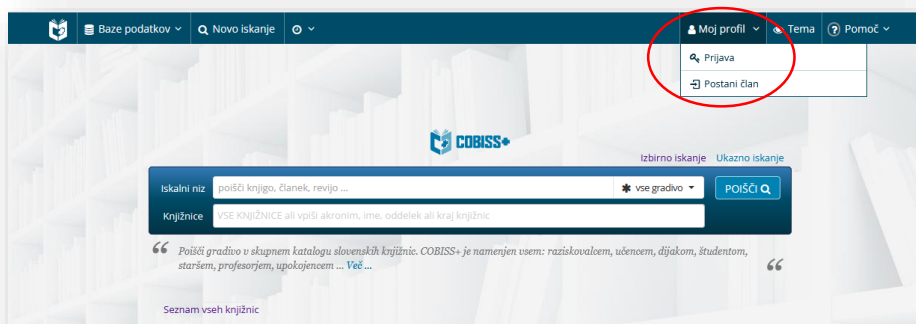 Baze podatkov Novo iskanje Moj profil Tema Pomoč
Prijava
Postani član
COBISS+
Izbirno iskanje Ukazno iskanje
Iskalni niz poišči knjigo, članek, revijo ... vse gradivo POIŠČI
Knjižnice VSE KNJIŽNICE ali vpiši akronim, ime, oddelek ali kraj knjižnic
“ Poišči gradivo v skupnem katalogu slovenskih knjižnic. COBISS+ je namenjen vsem: raziskovalcem, učencem, dijakom, študentom,
staršem, profesorjem, upokojencem ... Več ... “
Seznam vseh knjižnic